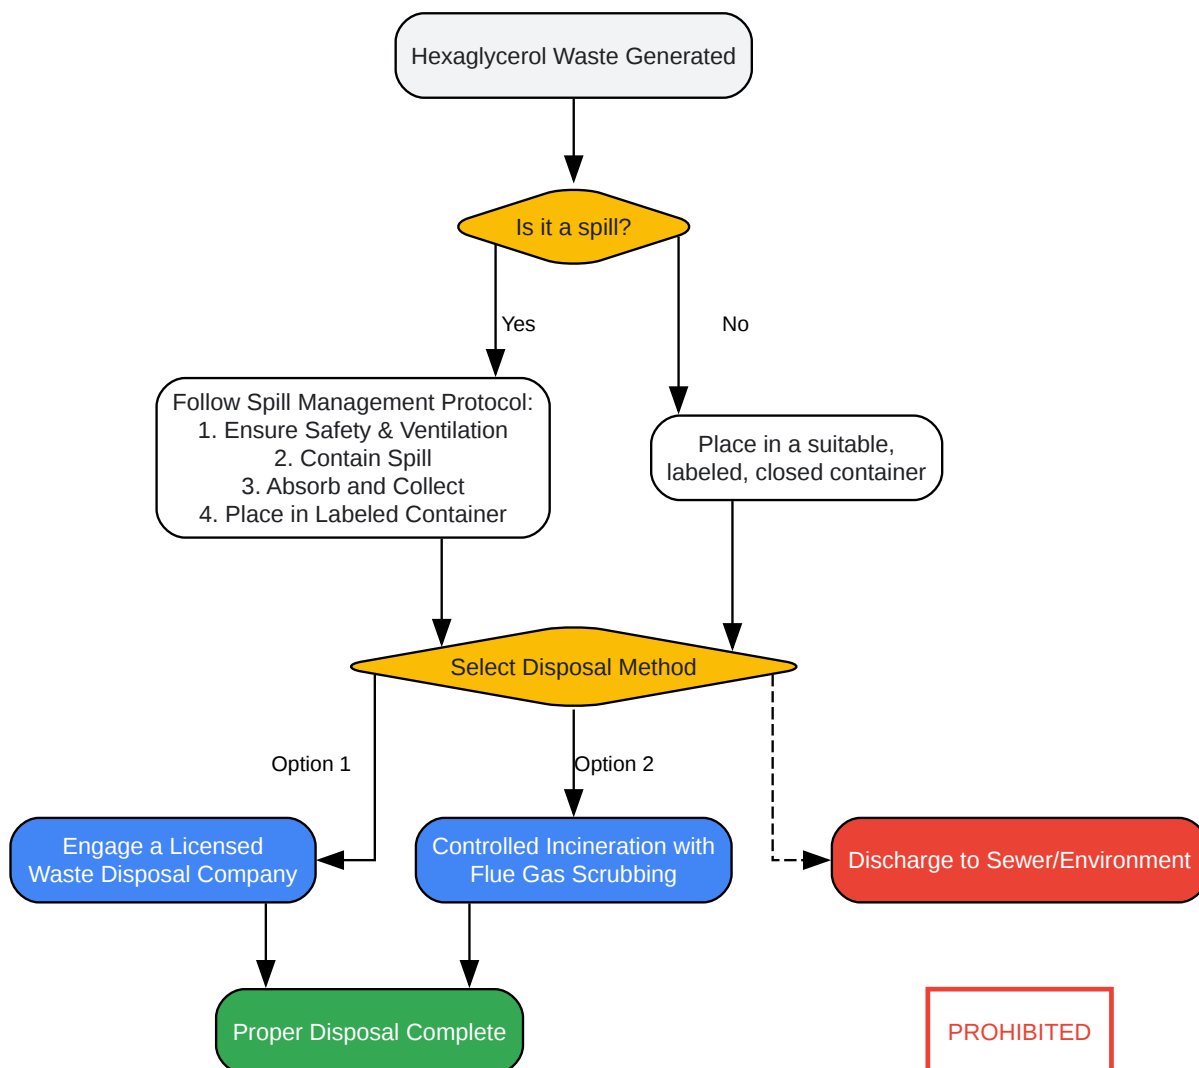 Hexaglycerol Waste Generated
Is it a spill?
Yes
No
Follow Spill Management Protocol:
1. Ensure Safety & Ventilation
2. Contain Spill
3. Absorb and Collect
4. Place in Labeled Container
Place in a suitable,
labeled, closed container
Select Disposal Method
Option 1
Option 2
Engage a Licensed
Waste Disposal Company
Controlled Incineration with
Flue Gas Scrubbing
Discharge to Sewer/Environment
Proper Disposal Complete
PROHIBITED